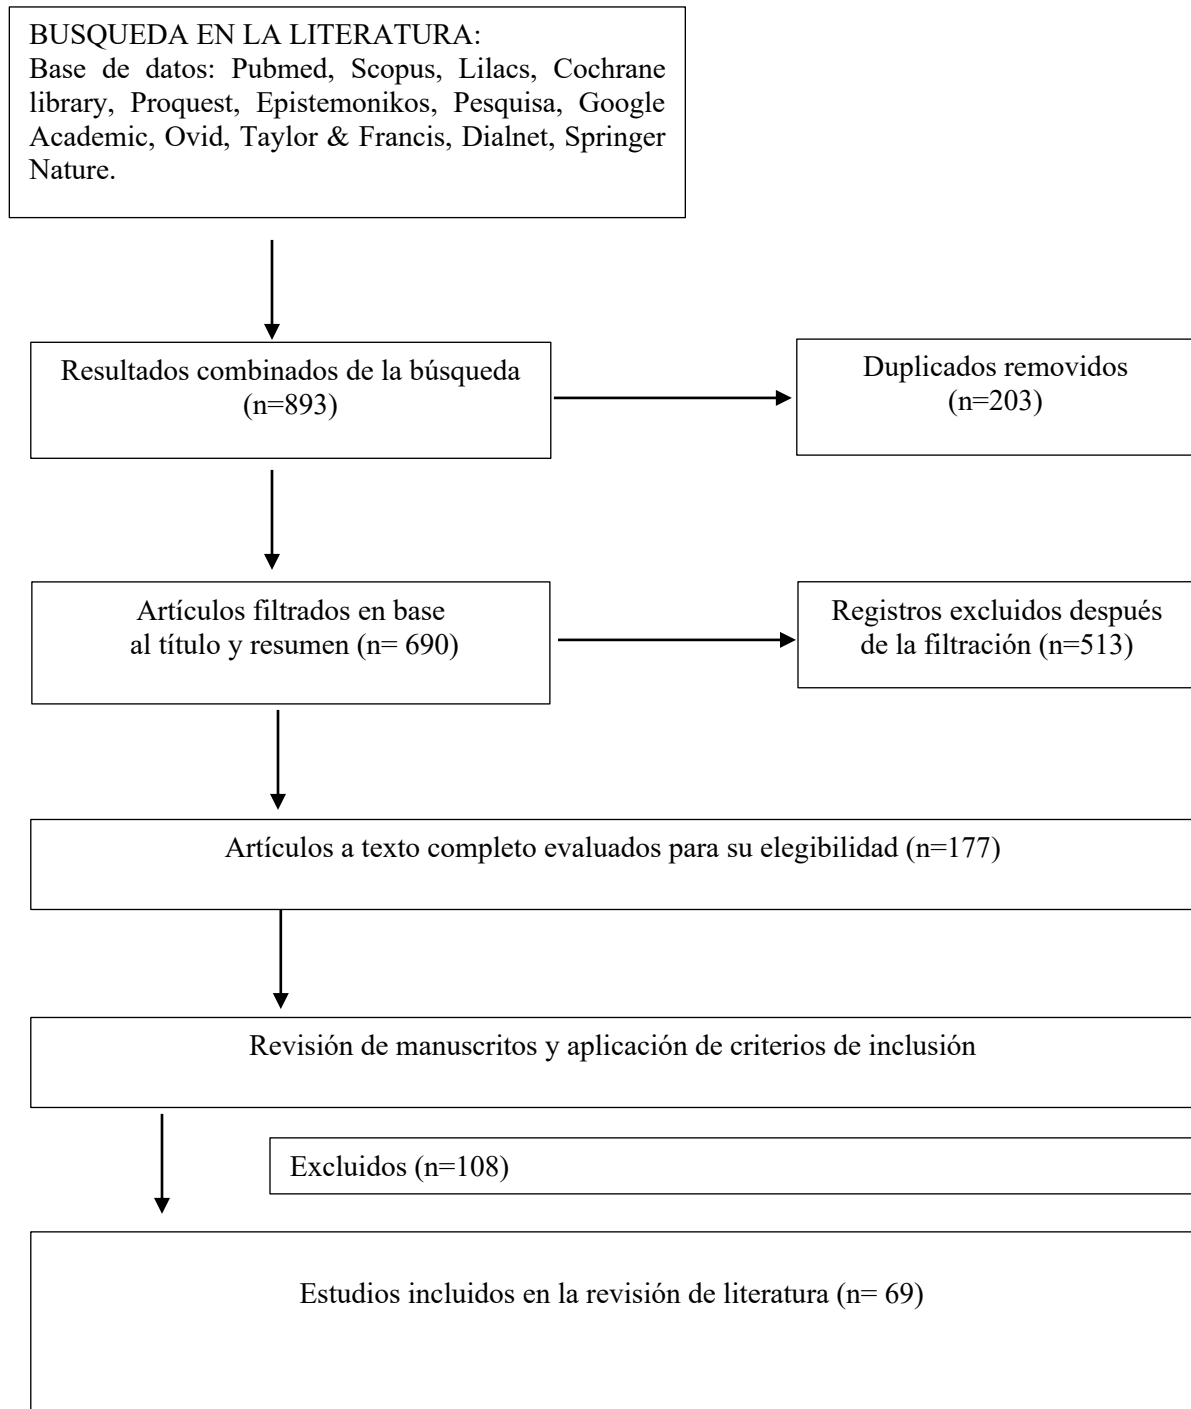 BUSQUEDA EN LA LITERATURA:
Base de datos: Pubmed, Scopus, Lilacs, Cochrane
library, Proquest, Epistemonikos, Pesquisa, Google
Academic, Ovid, Taylor & Francis, Dialnet, Springer
Nature.
Resultados combinados de la búsqueda
(n=893)
Duplicados removidos
(n=203)
Artículos filtrados en base
al título y resumen (n= 690)
Registros excluidos después
de la filtración (n=513)
Artículos a texto completo evaluados para su elegibilidad (n=177)
Revisión de manuscritos y aplicación de criterios de inclusión
Excluidos (n=108)
Estudios incluidos en la revisión de literatura (n= 69)